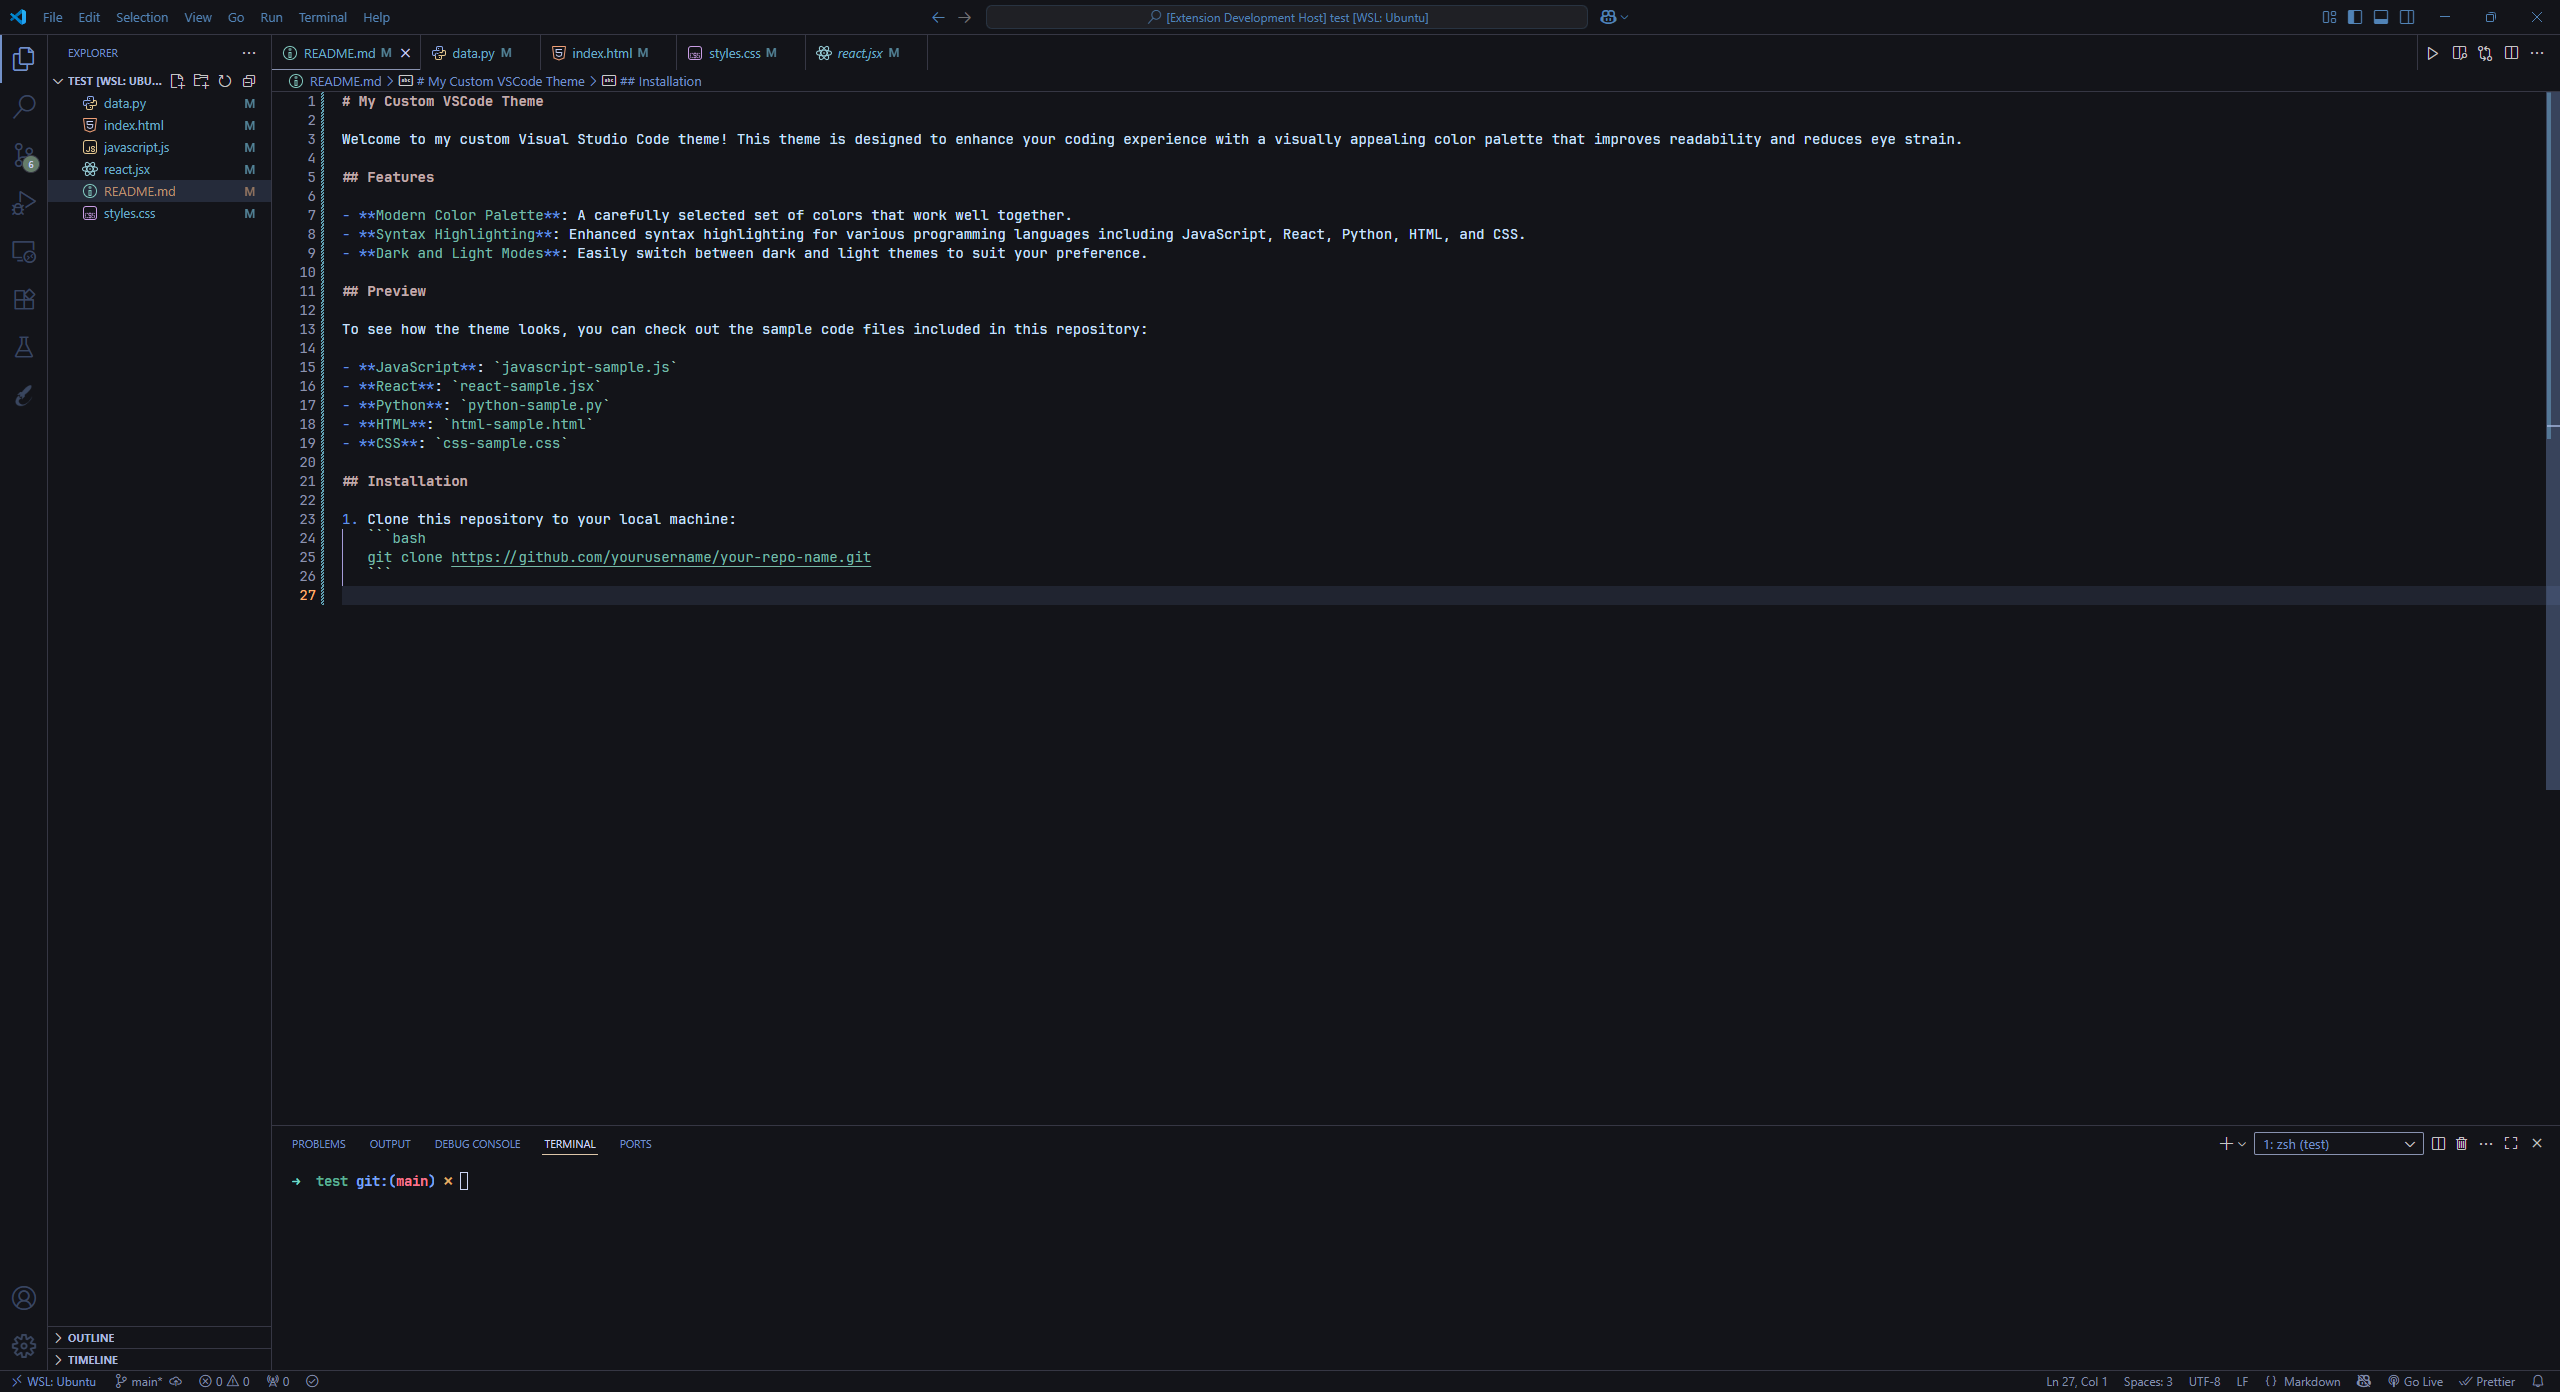 File Edit Selection View Go Run Terminal Help
[Extension Development Host] test [WSL: Ubuntu]
EXPLORER
TEST [WSL: UBU...
data.py M
index.html M
javascript.js M
react.jsx M
README.md M
styles.css M
6
README.md M data.py M index.html M styles.css M react.jsx M
README.md > # My Custom VSCode Theme > ## Installation
1 # My Custom VSCode Theme
2
3 Welcome to my custom Visual Studio Code theme! This theme is designed to enhance your coding experience with a visually appealing color palette that improves readability and reduces eye strain.
4
5 ## Features
6
7 - **Modern Color Palette**: A carefully selected set of colors that work well together.
8 - **Syntax Highlighting**: Enhanced syntax highlighting for various programming languages including JavaScript, React, Python, HTML, and CSS.
9 - **Dark and Light Modes**: Easily switch between dark and light themes to suit your preference.
10
11 ## Preview
12
13 To see how the theme looks, you can check out the sample code files included in this repository:
14
15 - **JavaScript**: `javascript-sample.js`
16 - **React**: `react-sample.jsx`
17 - **Python**: `python-sample.py`
18 - **HTML**: `html-sample.html`
19 - **CSS**: `css-sample.css`
20
21 ## Installation
22
23 1. Clone this repository to your local machine:
24 ```bash
25 git clone https://github.com/yourusername/your-repo-name.git
26 ```
27
PROBLEMS OUTPUT DEBUG CONSOLE TERMINAL PORTS
1: zsh (test)
➜ test git:(main) ×
OUTLINE
TIMELINE
WSL: Ubuntu main* 0 0 0
Ln 27, Col 1 Spaces: 3 UTF-8 LF {} Markdown Go Live Prettier